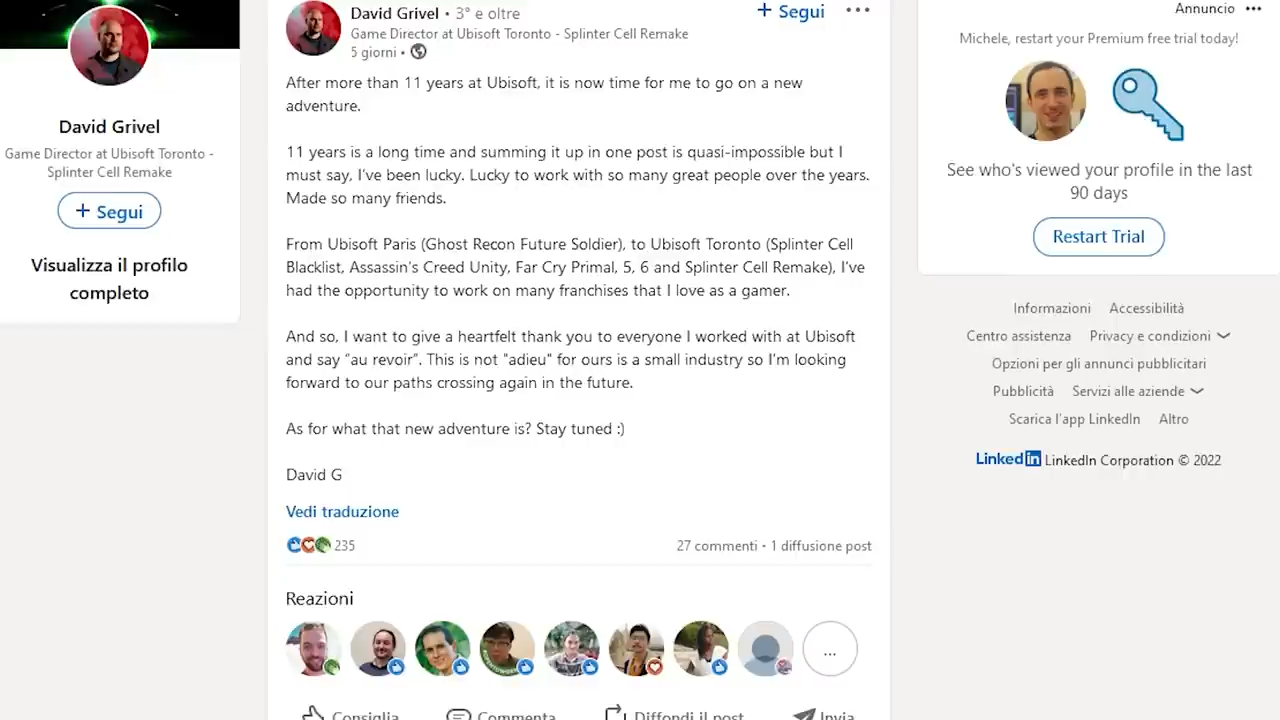 David Grivel
Game Director at Ubisoft Toronto -
Splinter Cell Remake
+ Segui
Visualizza il profilo
completo
David Grivel • 3° e oltre
+ Segui
Game Director at Ubisoft Toronto - Splinter Cell Remake
5 giorni •
After more than 11 years at Ubisoft, it is now time for me to go on a new
adventure.
11 years is a long time and summing it up in one post is quasi-impossible but I
must say, I've been lucky. Lucky to work with so many great people over the years.
Made so many friends.
From Ubisoft Paris (Ghost Recon Future Soldier), to Ubisoft Toronto (Splinter Cell
Blacklist, Assassin's Creed Unity, Far Cry Primal, 5, 6 and Splinter Cell Remake), I've
had the opportunity to work on many franchises that I love as a gamer.
And so, I want to give a heartfelt thank you to everyone I worked with at Ubisoft
and say "au revoir". This is not "adieu" for ours is a small industry so I'm looking
forward to our paths crossing again in the future.
As for what that new adventure is? Stay tuned :)
David G
Vedi traduzione
235
27 commenti • 1 diffusione post
Reazioni
...
Consiglia
Commenta
Diffondi il post
Invia
Annuncio •••
Michele, restart your Premium free trial today!
See who's viewed your profile in the last
90 days
Restart Trial
Informazioni Accessibilità
Centro assistenza Privacy e condizioni
Opzioni per gli annunci pubblicitari
Pubblicità Servizi alle aziende
Scarica l'app LinkedIn Altro
LinkedIn LinkedIn Corporation © 2022